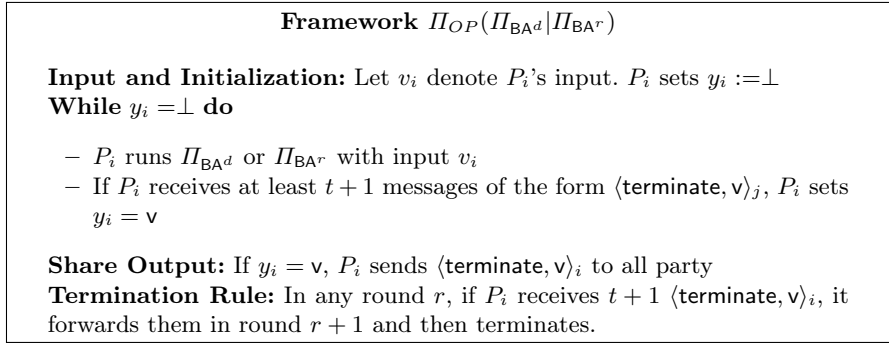 Framework Π_OP(Π_BA^d|Π_BA^r)
Input and Initialization: Let v_i denote P_i's input. P_i sets y_i :=⊥
While y_i =⊥ do
– P_i runs Π_BA^d or Π_BA^r with input v_i
– If P_i receives at least t + 1 messages of the form ⟨terminate, v⟩_j, P_i sets
y_i = v
Share Output: If y_i = v, P_i sends ⟨terminate, v⟩_i to all party
Termination Rule: In any round r, if P_i receives t + 1 ⟨terminate, v⟩_i, it
forwards them in round r + 1 and then terminates.